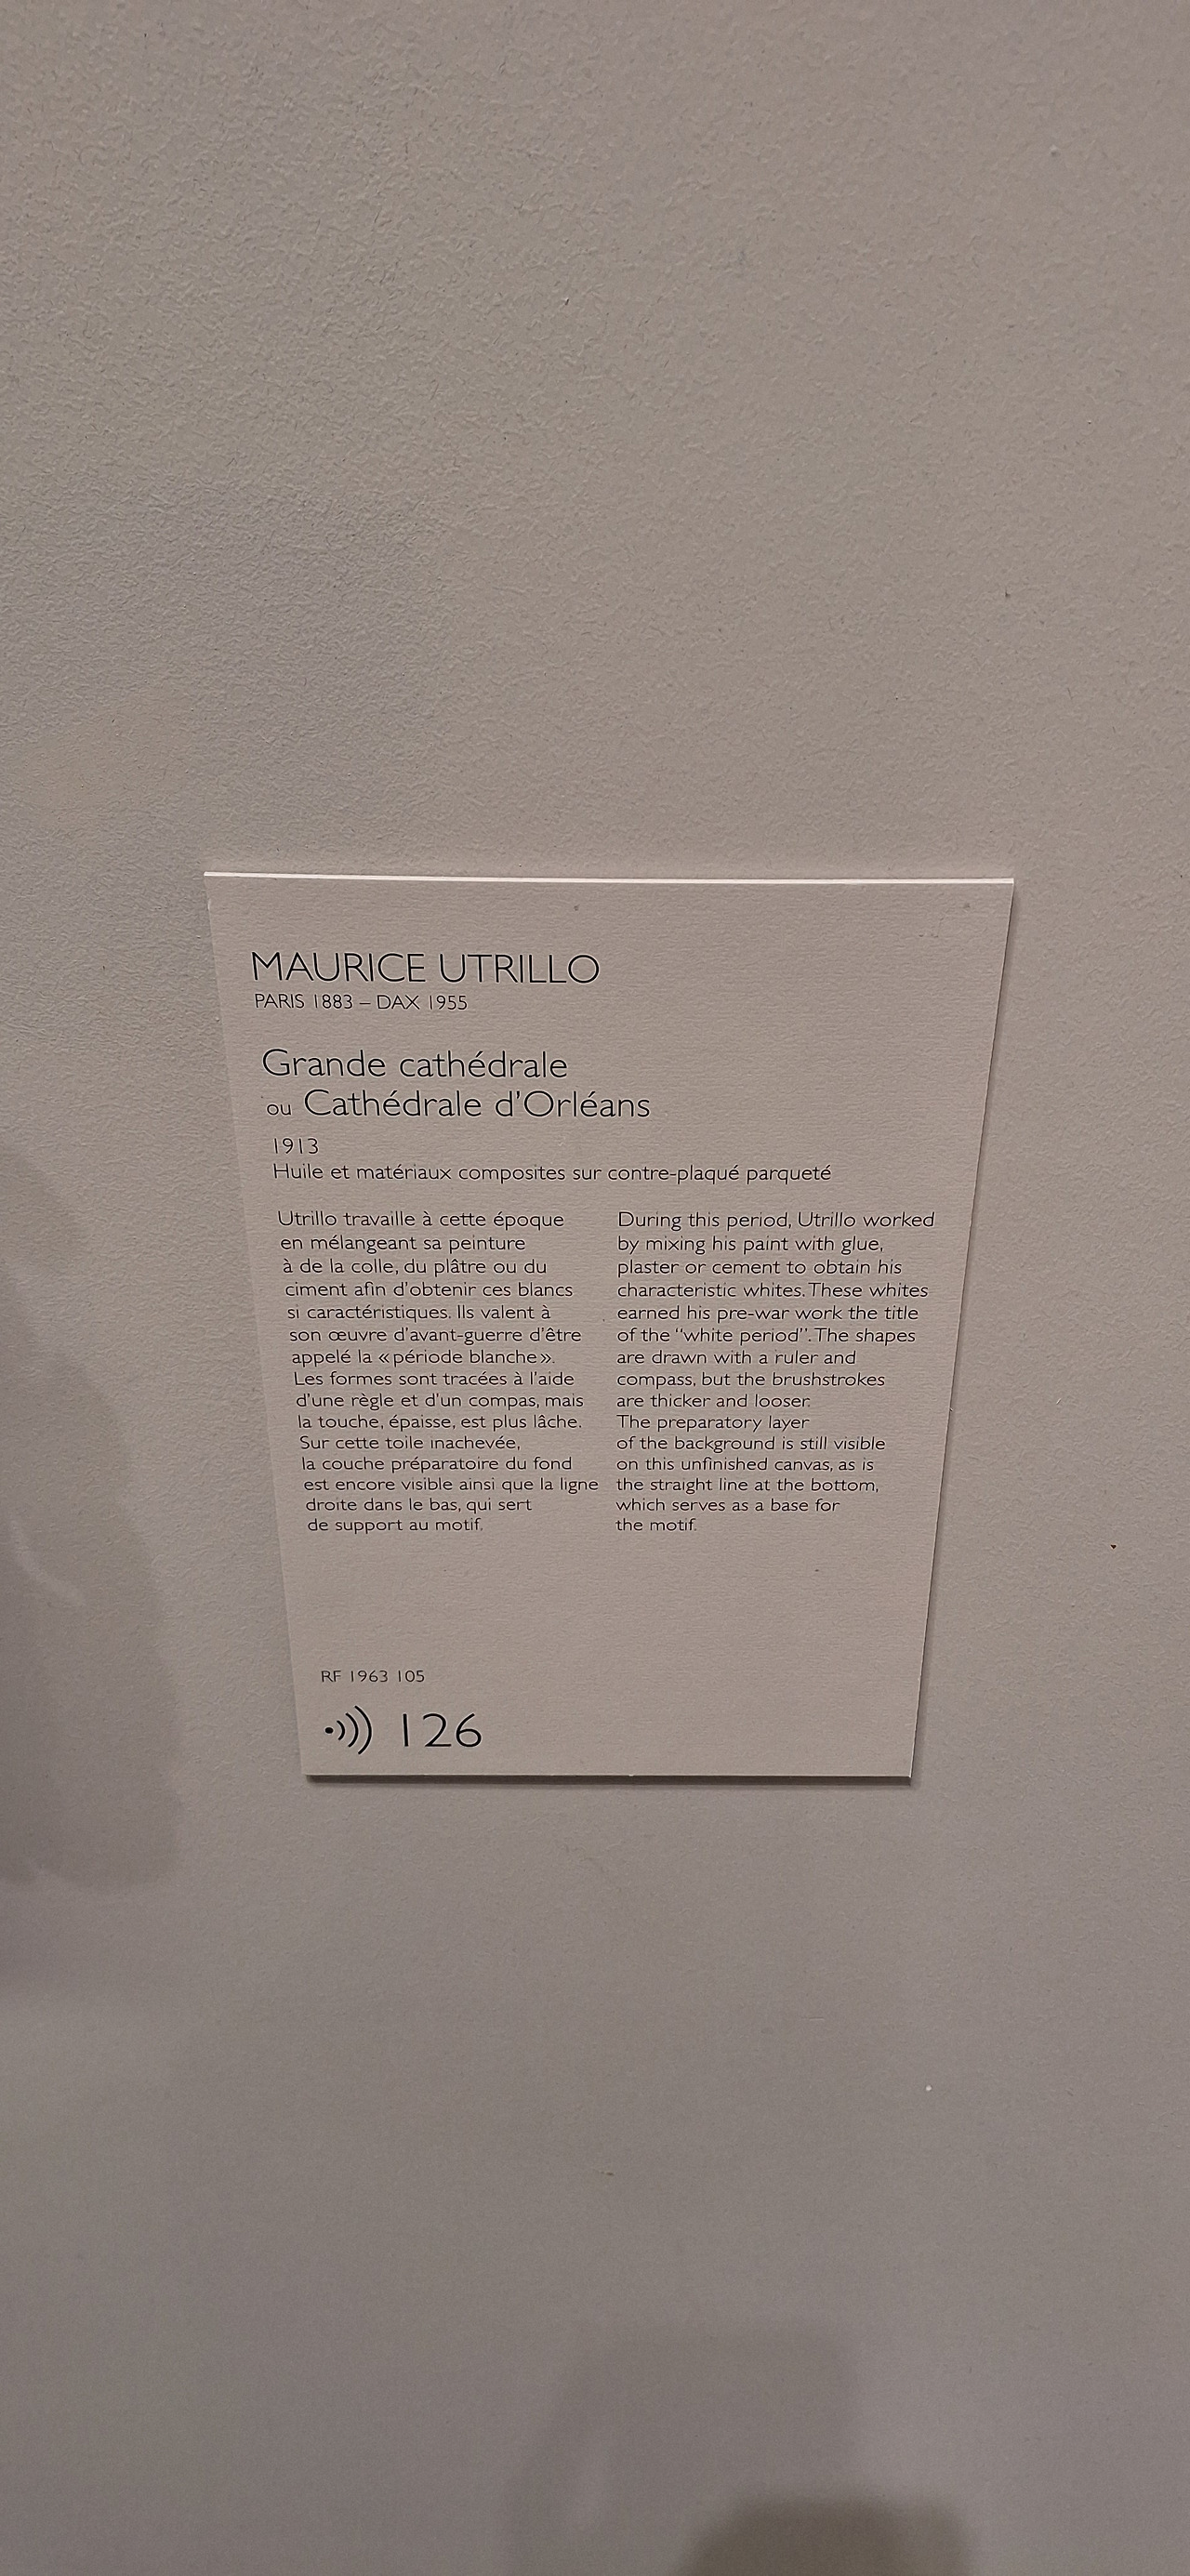 MAURICE UTRILLO
PARIS 1883 – DAX 1955
Grande cathédrale
ou Cathédrale d'Orléans
1913
Huile et matériaux composites sur contre-plaqué parqueté
Utrillo travaille à cette époque
en mélangeant sa peinture
à de la colle, du plâtre ou du
ciment afin d'obtenir ces blancs
si caractéristiques. Ils valent à
son œuvre d'avant-guerre d'être
appelé la « période blanche ».
Les formes sont tracées à l'aide
d'une règle et d'un compas, mais
la touche, épaisse, est plus lâche.
Sur cette toile inachevée,
la couche préparatoire du fond
est encore visible ainsi que la ligne
droite dans le bas, qui sert
de support au motif.
During this period, Utrillo worked
by mixing his paint with glue,
plaster or cement to obtain his
characteristic whites. These whites
earned his pre-war work the title
of the "white period". The shapes
are drawn with a ruler and
compass, but the brushstrokes
are thicker and looser.
The preparatory layer
of the background is still visible
on this unfinished canvas, as is
the straight line at the bottom,
which serves as a base for
the motif.
RF 1963 105
126